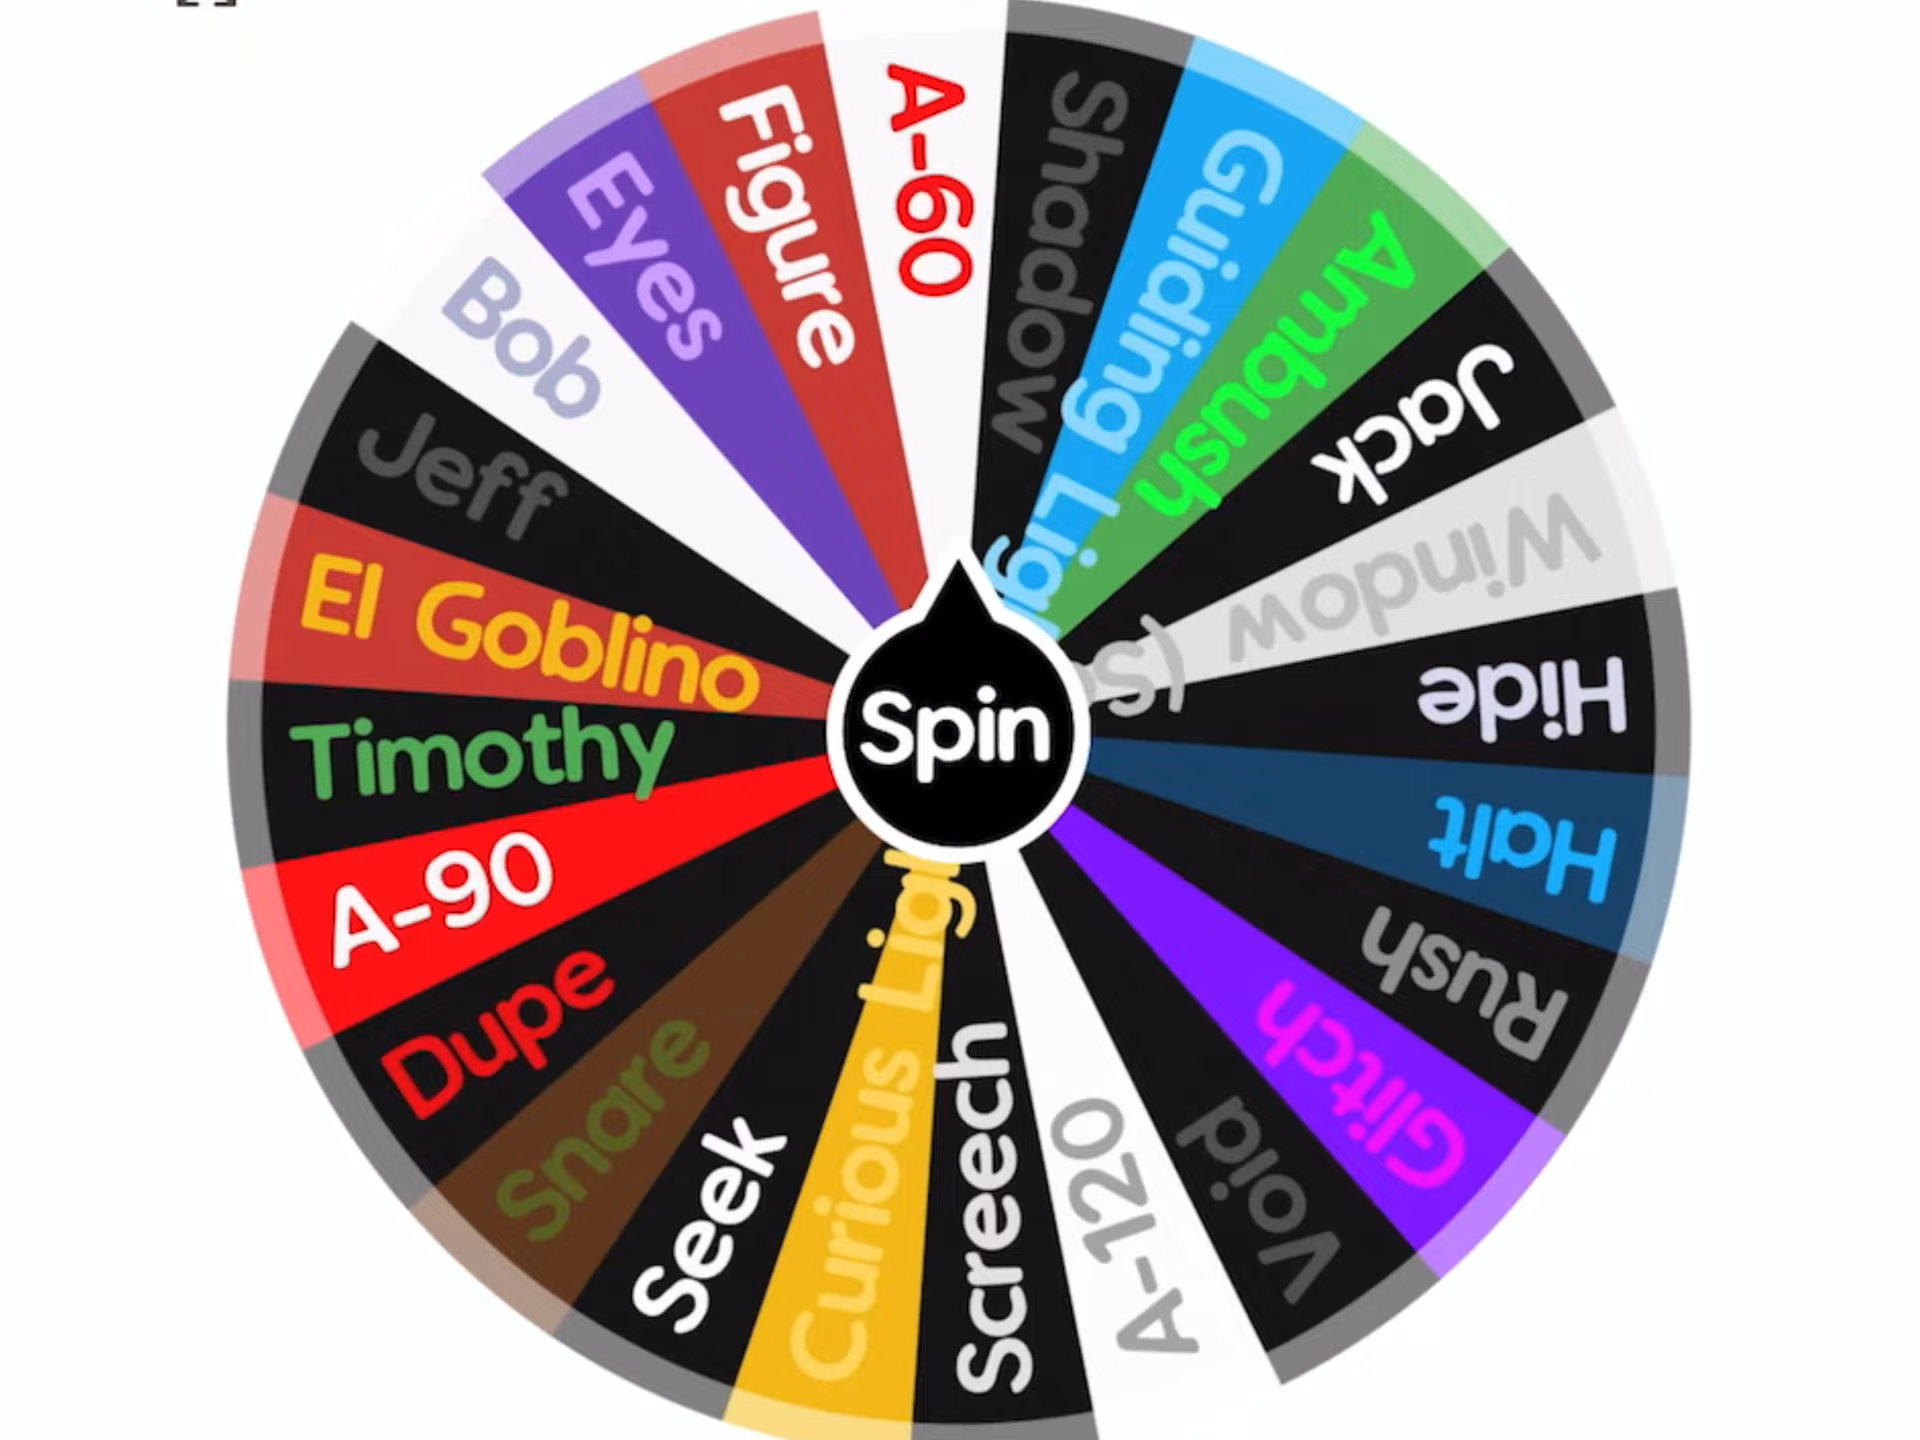 A-60
Shadow
Guiding Lig
Ambush
Jack
Window (S
Hide
Halt
Rush
Glitch
Void
A-120
Screech
Curious Ligh
Seek
Snare
Dupe
A-90
Timothy
El Goblino
Jeff
Bob
Eyes
Figure
Spin